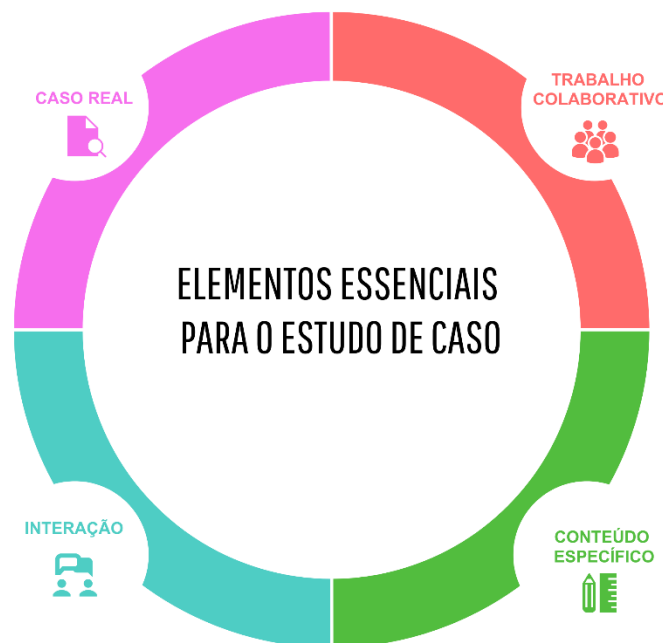 CASO REAL
TRABALHO
COLABORATIVO
ELEMENTOS ESSENCIAIS
PARA O ESTUDO DE CASO
INTERAÇÃO
CONTEÚDO
ESPECÍFICO